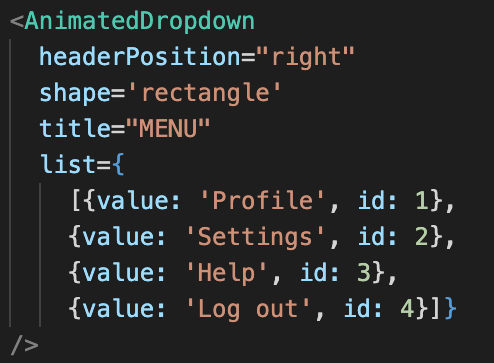 <AnimatedDropdown
headerPosition="right"
shape='rectangle'
title="MENU"
list={
[{value: 'Profile', id: 1},
{value: 'Settings', id: 2},
{value: 'Help', id: 3},
{value: 'Log out', id: 4}]}
/>